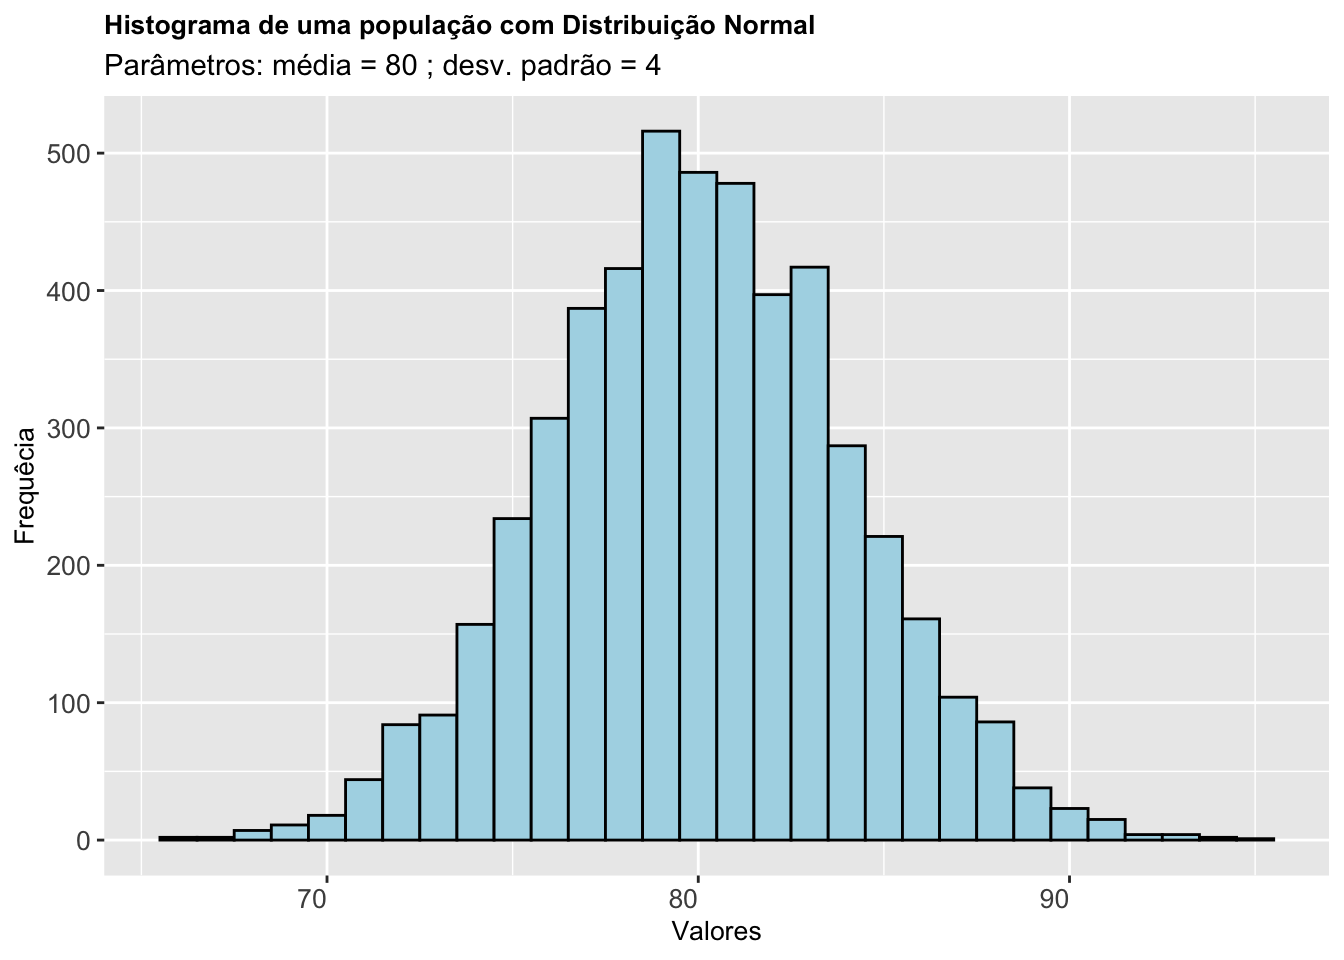 Histograma de uma população com Distribuição Normal
Parâmetros: média = 80 ; desv. padrão = 4
500
400
300
200
100
0
Frequêcia
70 80 90
Valores